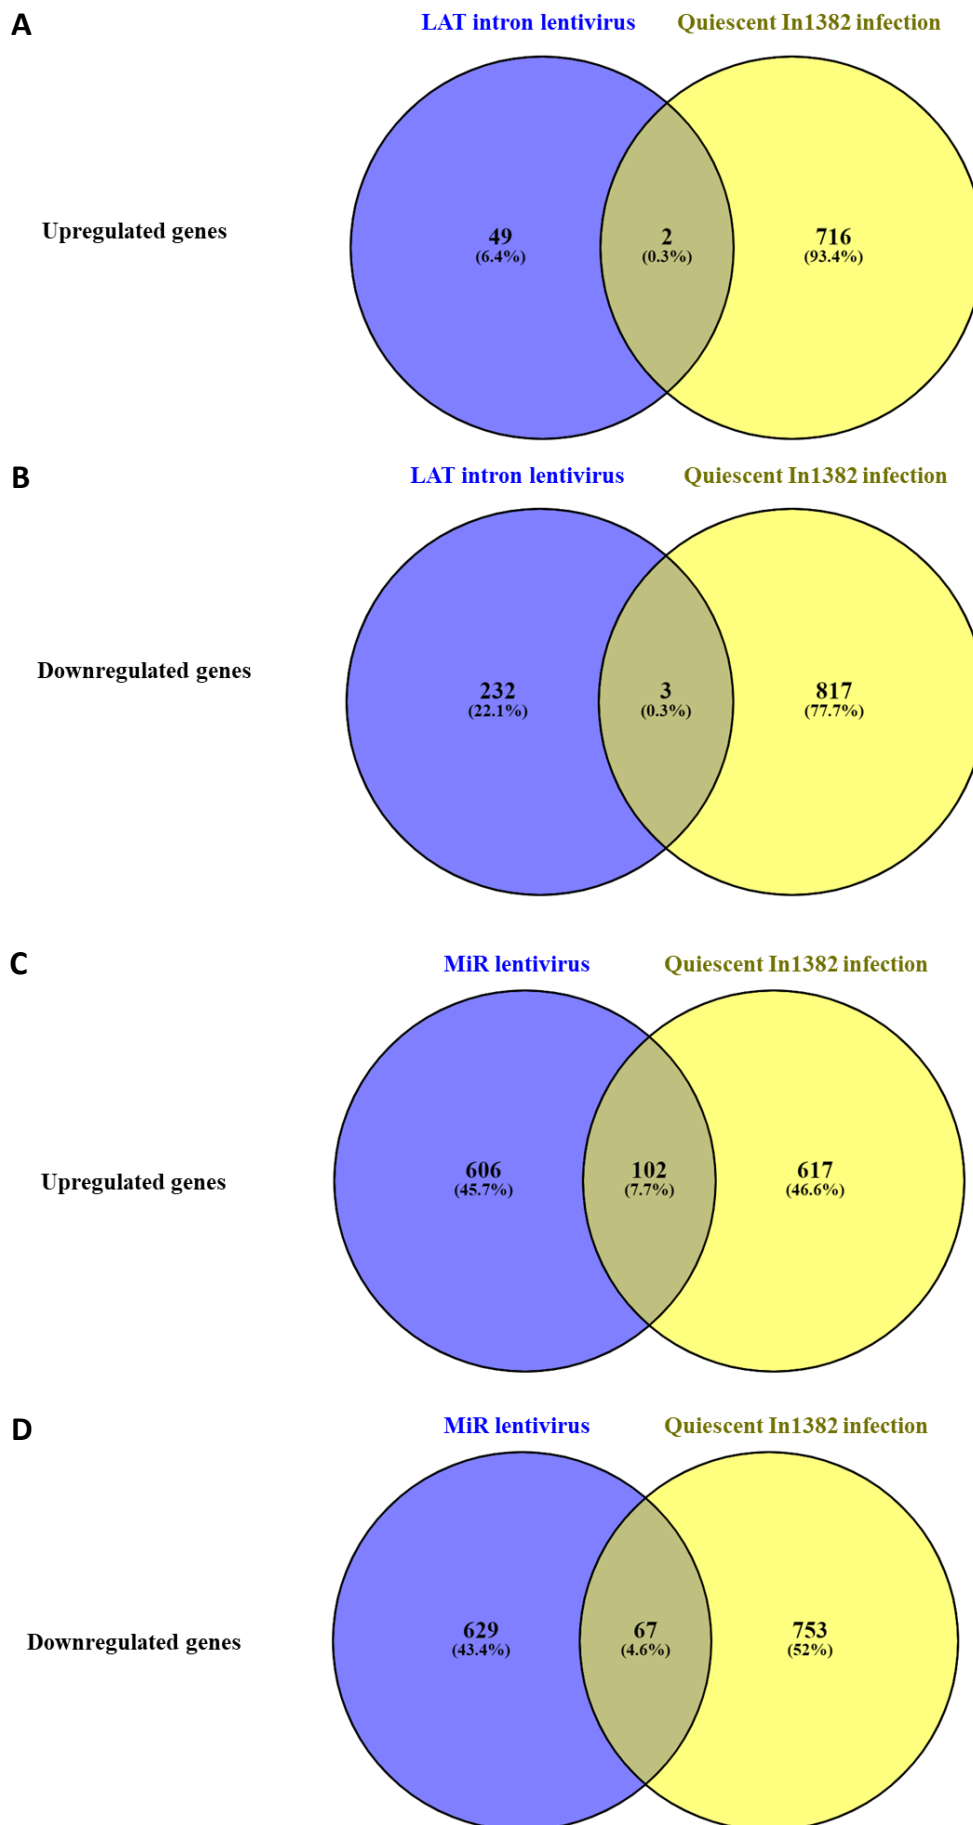 A
LAT intron lentivirus Quiescent In1382 infection
Upregulated genes
49
(6.4%)
2
(0.3%)
716
(93.4%)
B
LAT intron lentivirus Quiescent In1382 infection
Downregulated genes
232
(22.1%)
3
(0.3%)
817
(77.7%)
C
MiR lentivirus Quiescent In1382 infection
Upregulated genes
606
(45.7%)
102
(7.7%)
617
(46.6%)
D
MiR lentivirus Quiescent In1382 infection
Downregulated genes
629
(43.4%)
67
(4.6%)
753
(52%)